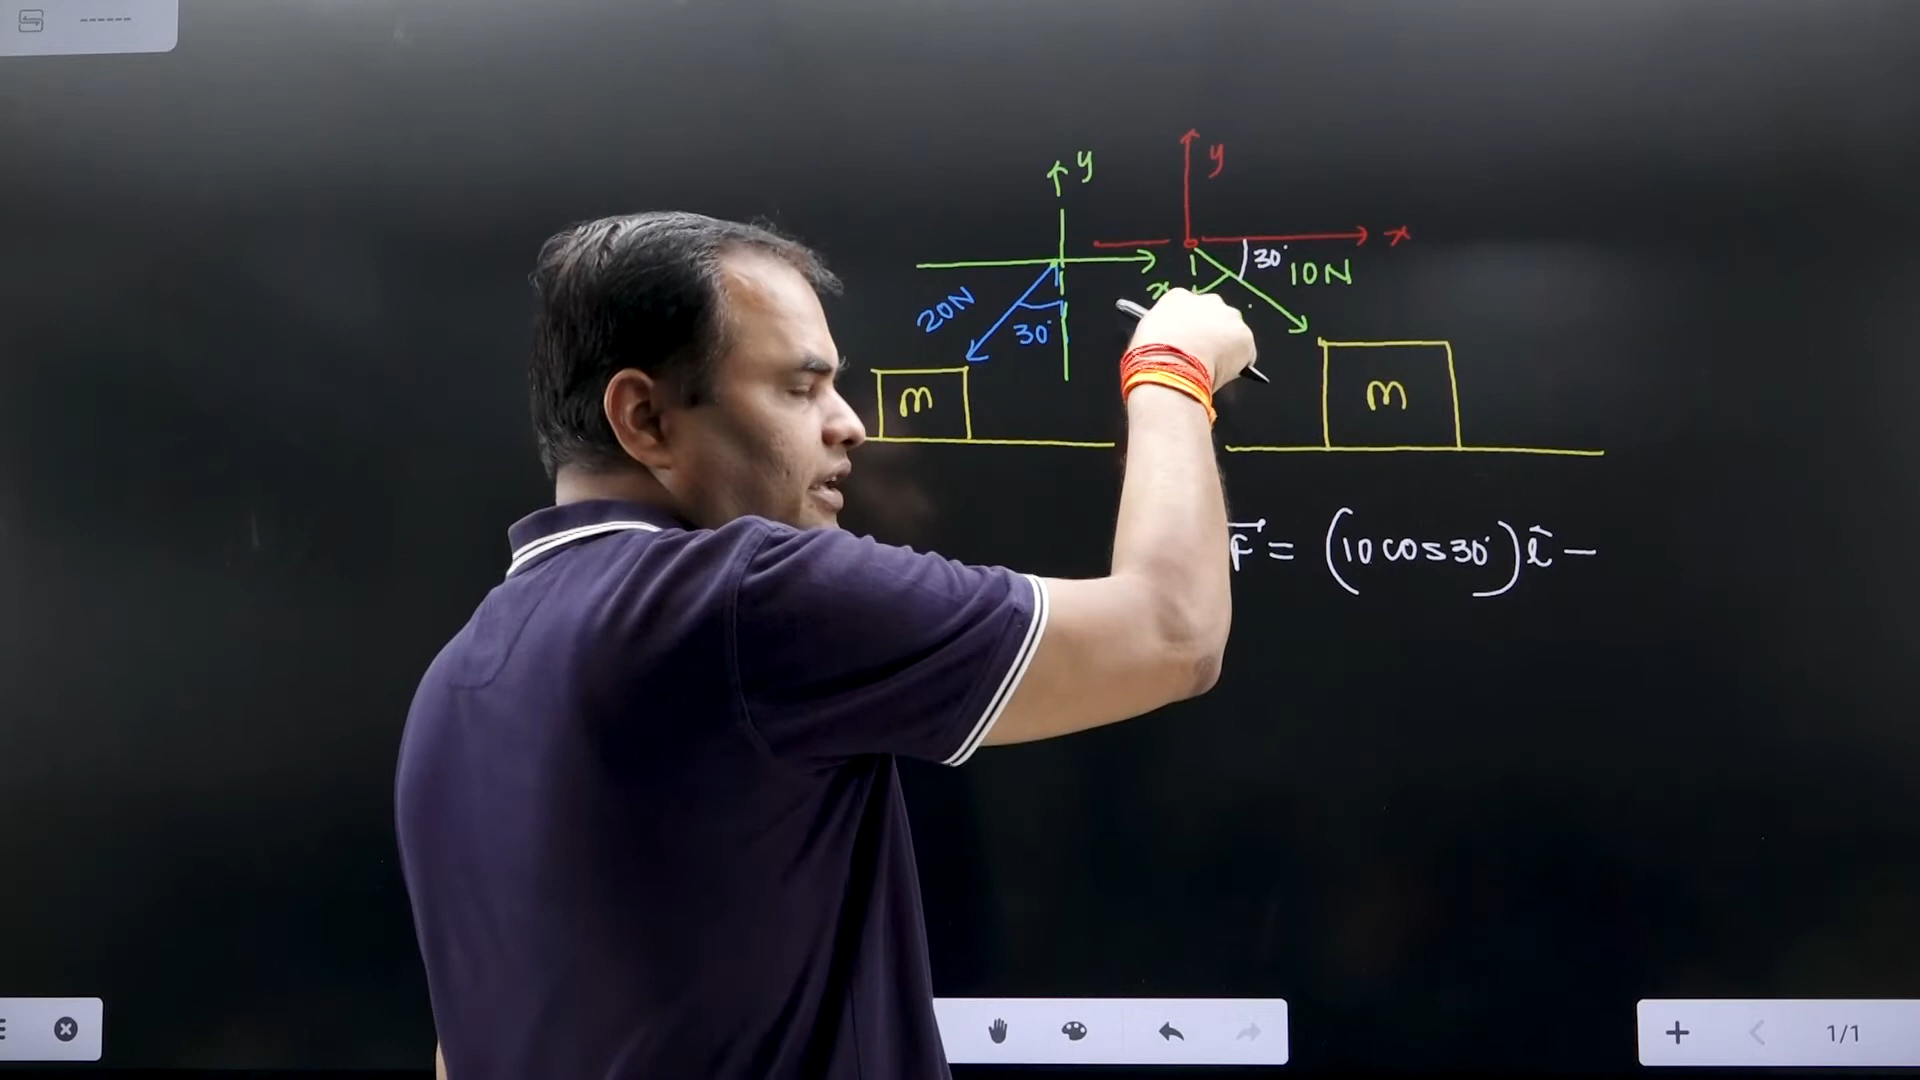 y
y
x
30°
10N
x
20N
30°
m
m
F⃗ = (10 cos 30°) î −
1/1